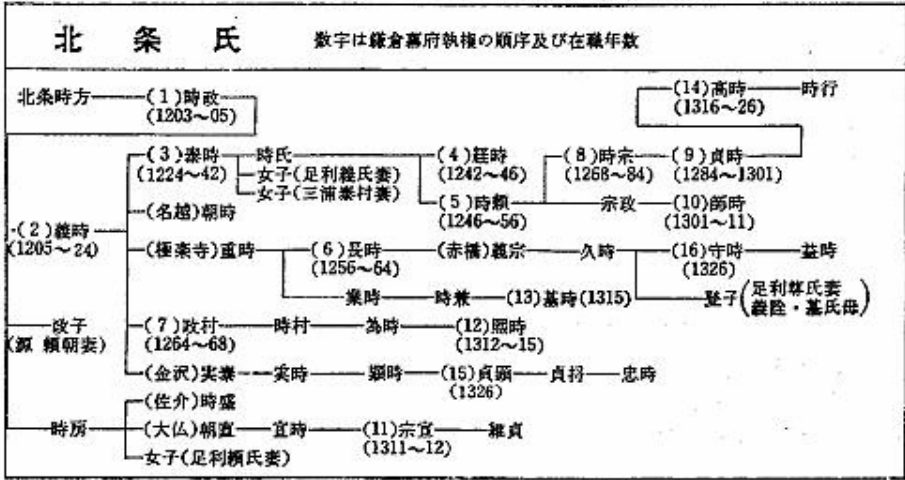 北条氏 数字は鎌倉幕府執権の順序及び在職年数
北条時方 (1)時政 (14)高時 時行
(1203〜05) (1316〜26)
(3)泰時 時氏 (4)経時 (8)時宗 (9)貞時
(1224〜42) 女子(足利義氏妻) (1242〜46) (1268〜84) (1284〜1301)
女子(三浦泰村妻)
(名越)朝時 (5)時頼 宗政 (10)師時
(1246〜56) (1301〜11)
(2)義時 (極楽寺)重時 (6)長時 (赤橋)義宗 久時 (16)守時 益時
(1205〜24) (1256〜64) (1326)
業時 時兼 (13)基時(1315) 登子(足利尊氏妻
義詮・基氏母)
政子 (7)政村 時村 為時 (12)煕時
(源 頼朝妻) (1264〜68) (1312〜15)
(金沢)実泰 実時 顕時 (15)貞顕 貞将 忠時
(1326)
(佐介)時盛
時房 (大仏)朝直 宣時 (11)宗宣 維貞
(1311〜12)
女子(足利頼氏妻)